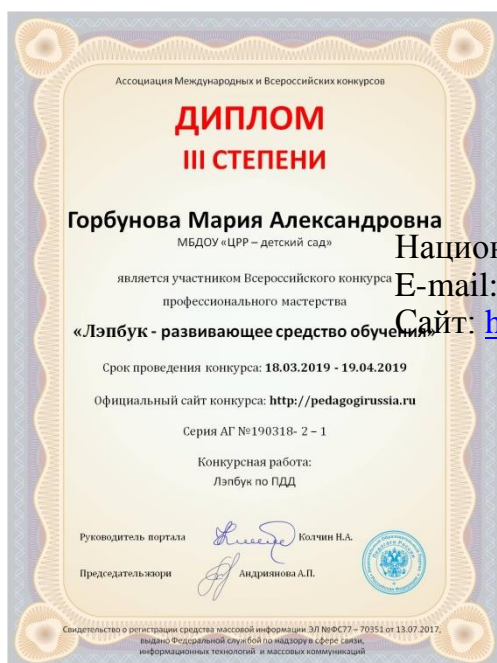 Ассоциация Международных и Всероссийских конкурсов
ДИПЛОМ
III СТЕПЕНИ
Горбунова Мария Александровна
МБДОУ «ЦРР – детский сад»
является участником Всероссийского конкурса
профессионального мастерства
«Лэпбук - развивающее средство обучения»
Срок проведения конкурса: 18.03.2019 - 19.04.2019
Официальный сайт конкурса: http://pedagogirussia.ru
Серия АГ №190318- 2 – 1
Конкурсная работа:
Лэпбук по ПДД
Руководитель портала Колчин Н.А.
Председательжюри Андриянова А.П.
Свидетельство о регистрации средства массовой информации ЭЛ №ФС77 – 70351 от 13.07.2017,
выдано Федеральной службой по надзору в сфере связи,
информационных технологий и массовых коммуникаций
E-mail:
Сайт: h